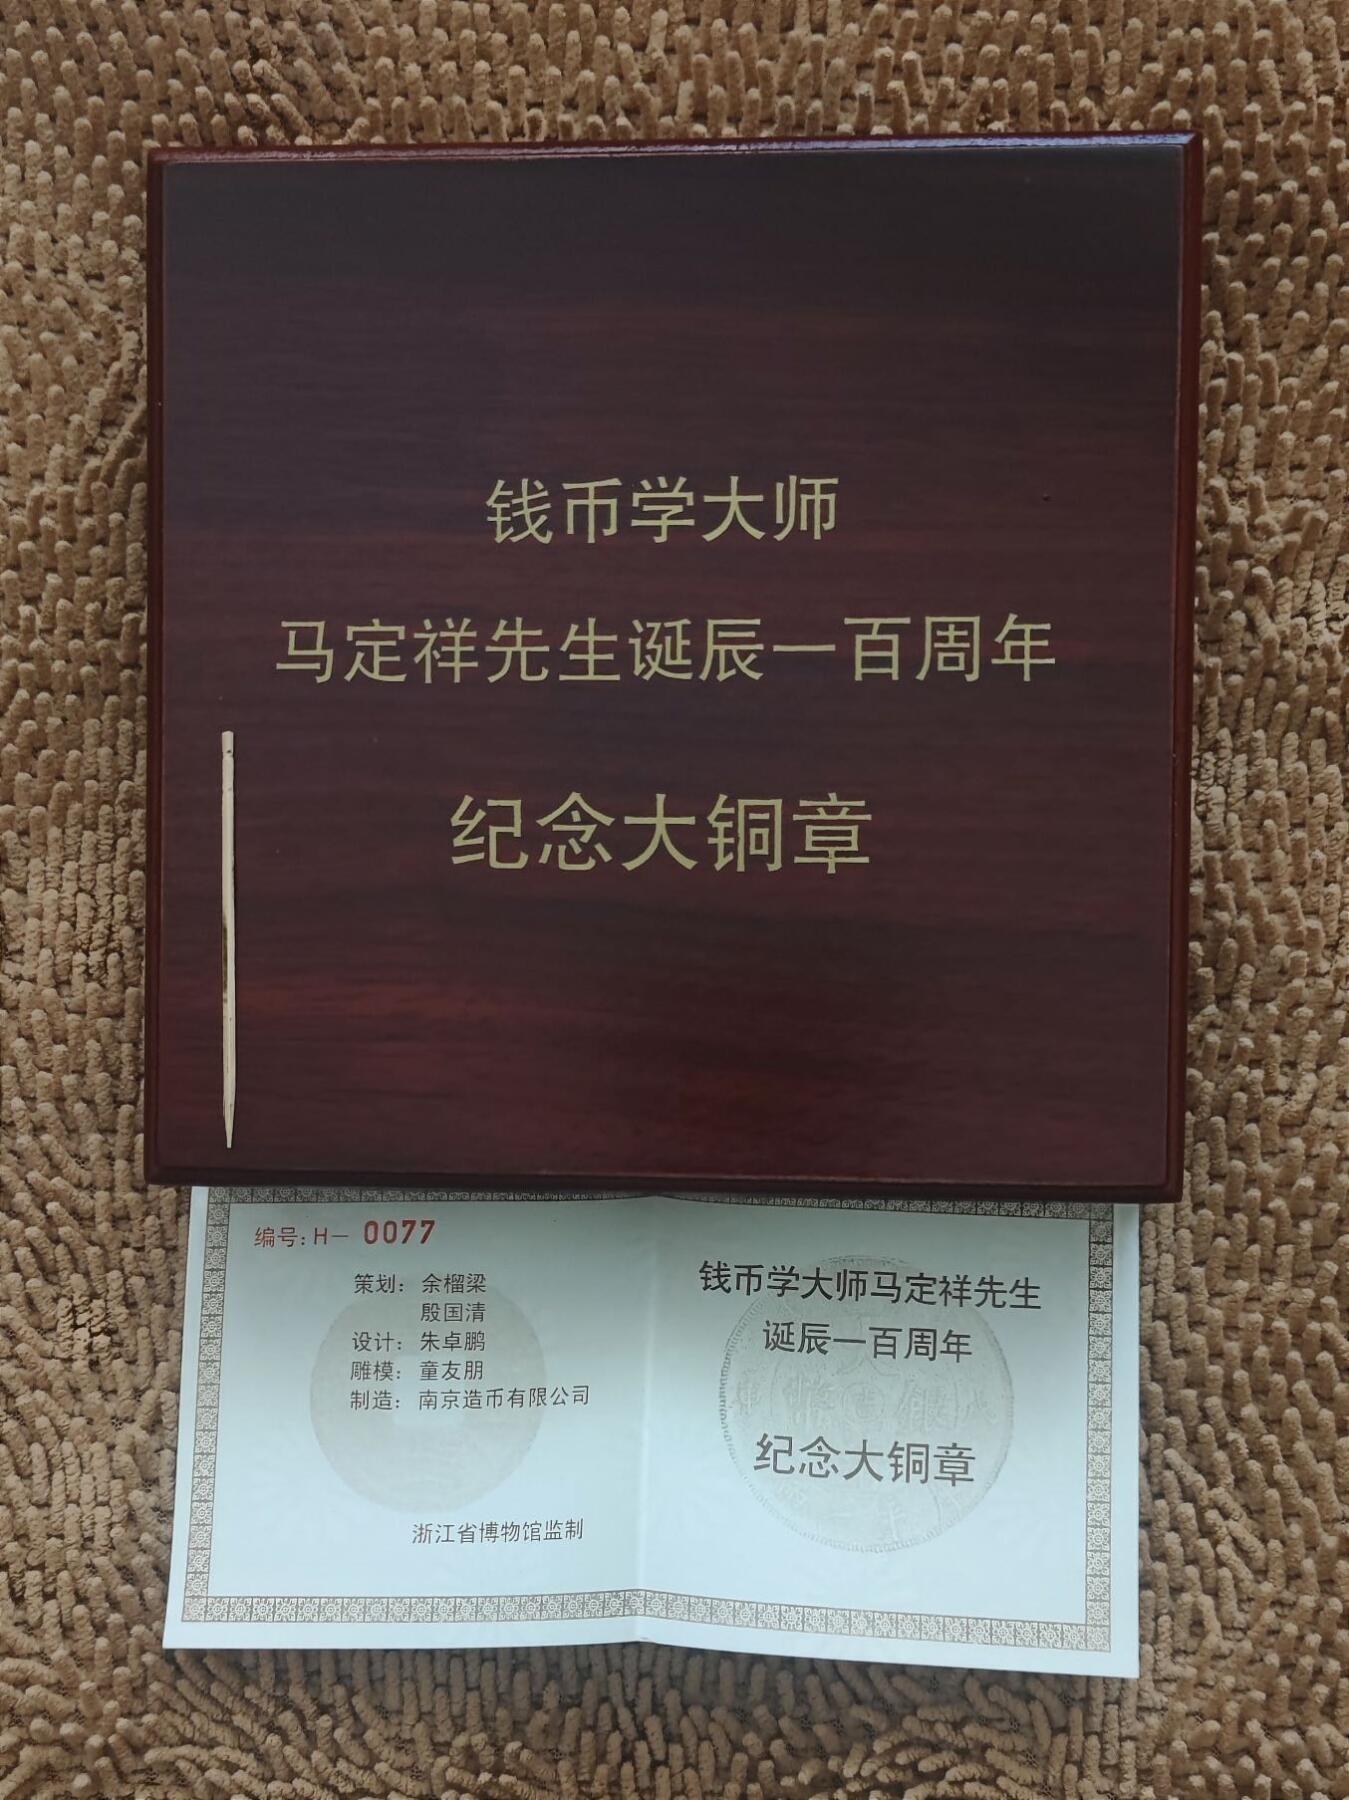 钱币学大师
马定祥先生诞辰一百周年
纪念大铜章
编号：H— 0077
策划： 余榴梁
殷国清
设计： 朱卓鹏
雕模： 童友朋
制造： 南京造币有限公司
浙江省博物馆监制
钱币学大师马定祥先生
诞辰一百周年
纪念大铜章